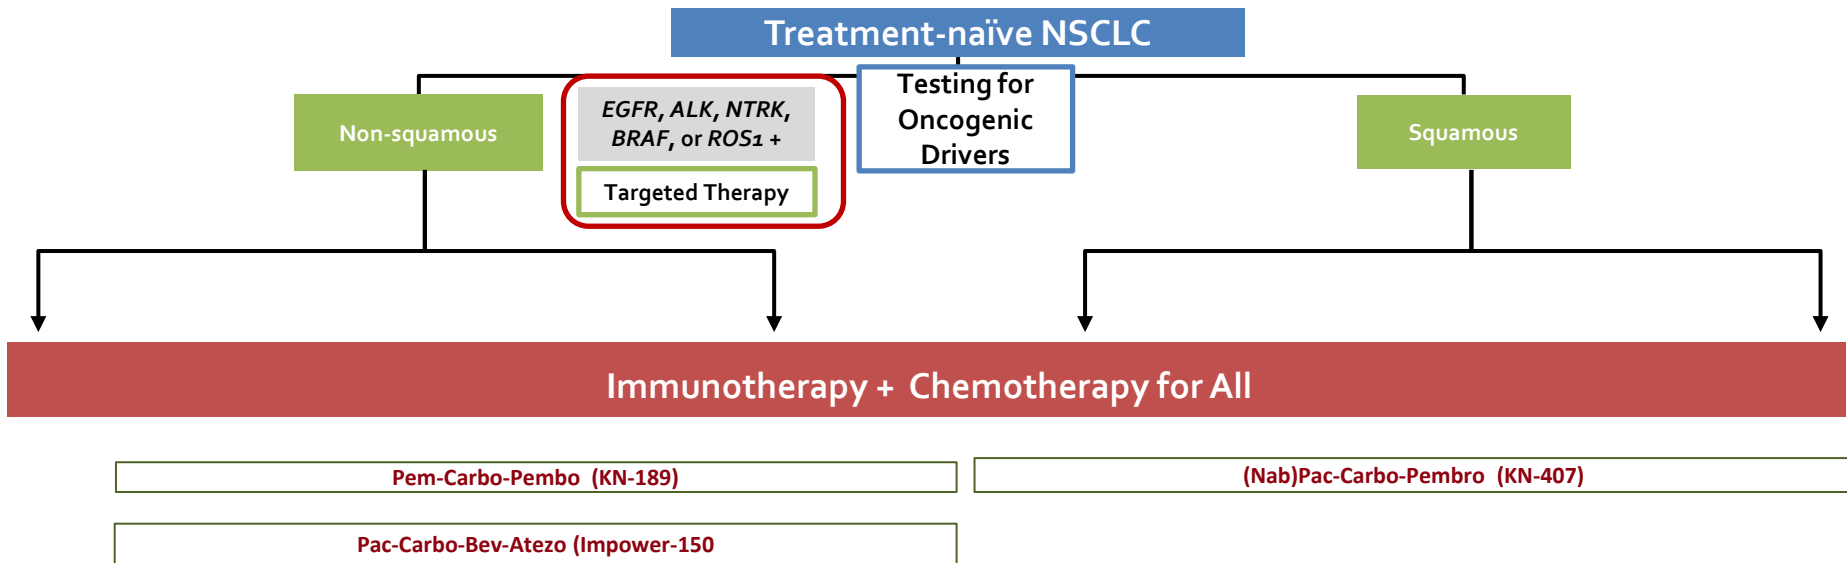 Treatment-naïve NSCLC
Non-squamous
EGFR, ALK, NTRK,
BRAF, or ROS1 +
Targeted Therapy
Testing for
Oncogenic
Drivers
Squamous
Immunotherapy + Chemotherapy for All
Pem-Carbo-Pembo (KN-189)
(Nab)Pac-Carbo-Pembro (KN-407)
Pac-Carbo-Bev-Atezo (Impower-150